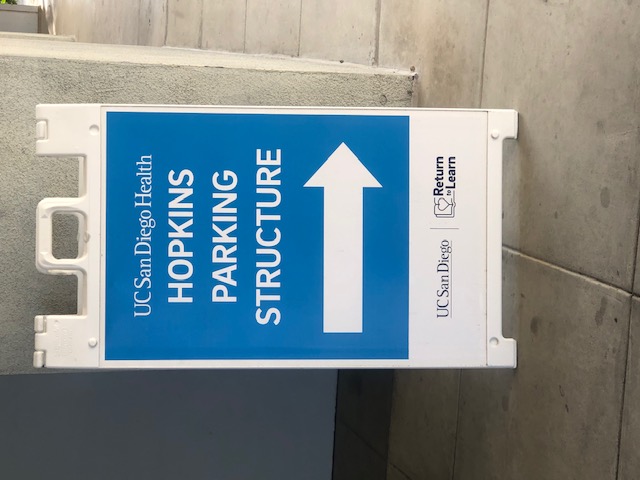 UC San Diego Health
HOPKINS
PARKING
STRUCTURE
UC San Diego
Return
to Learn